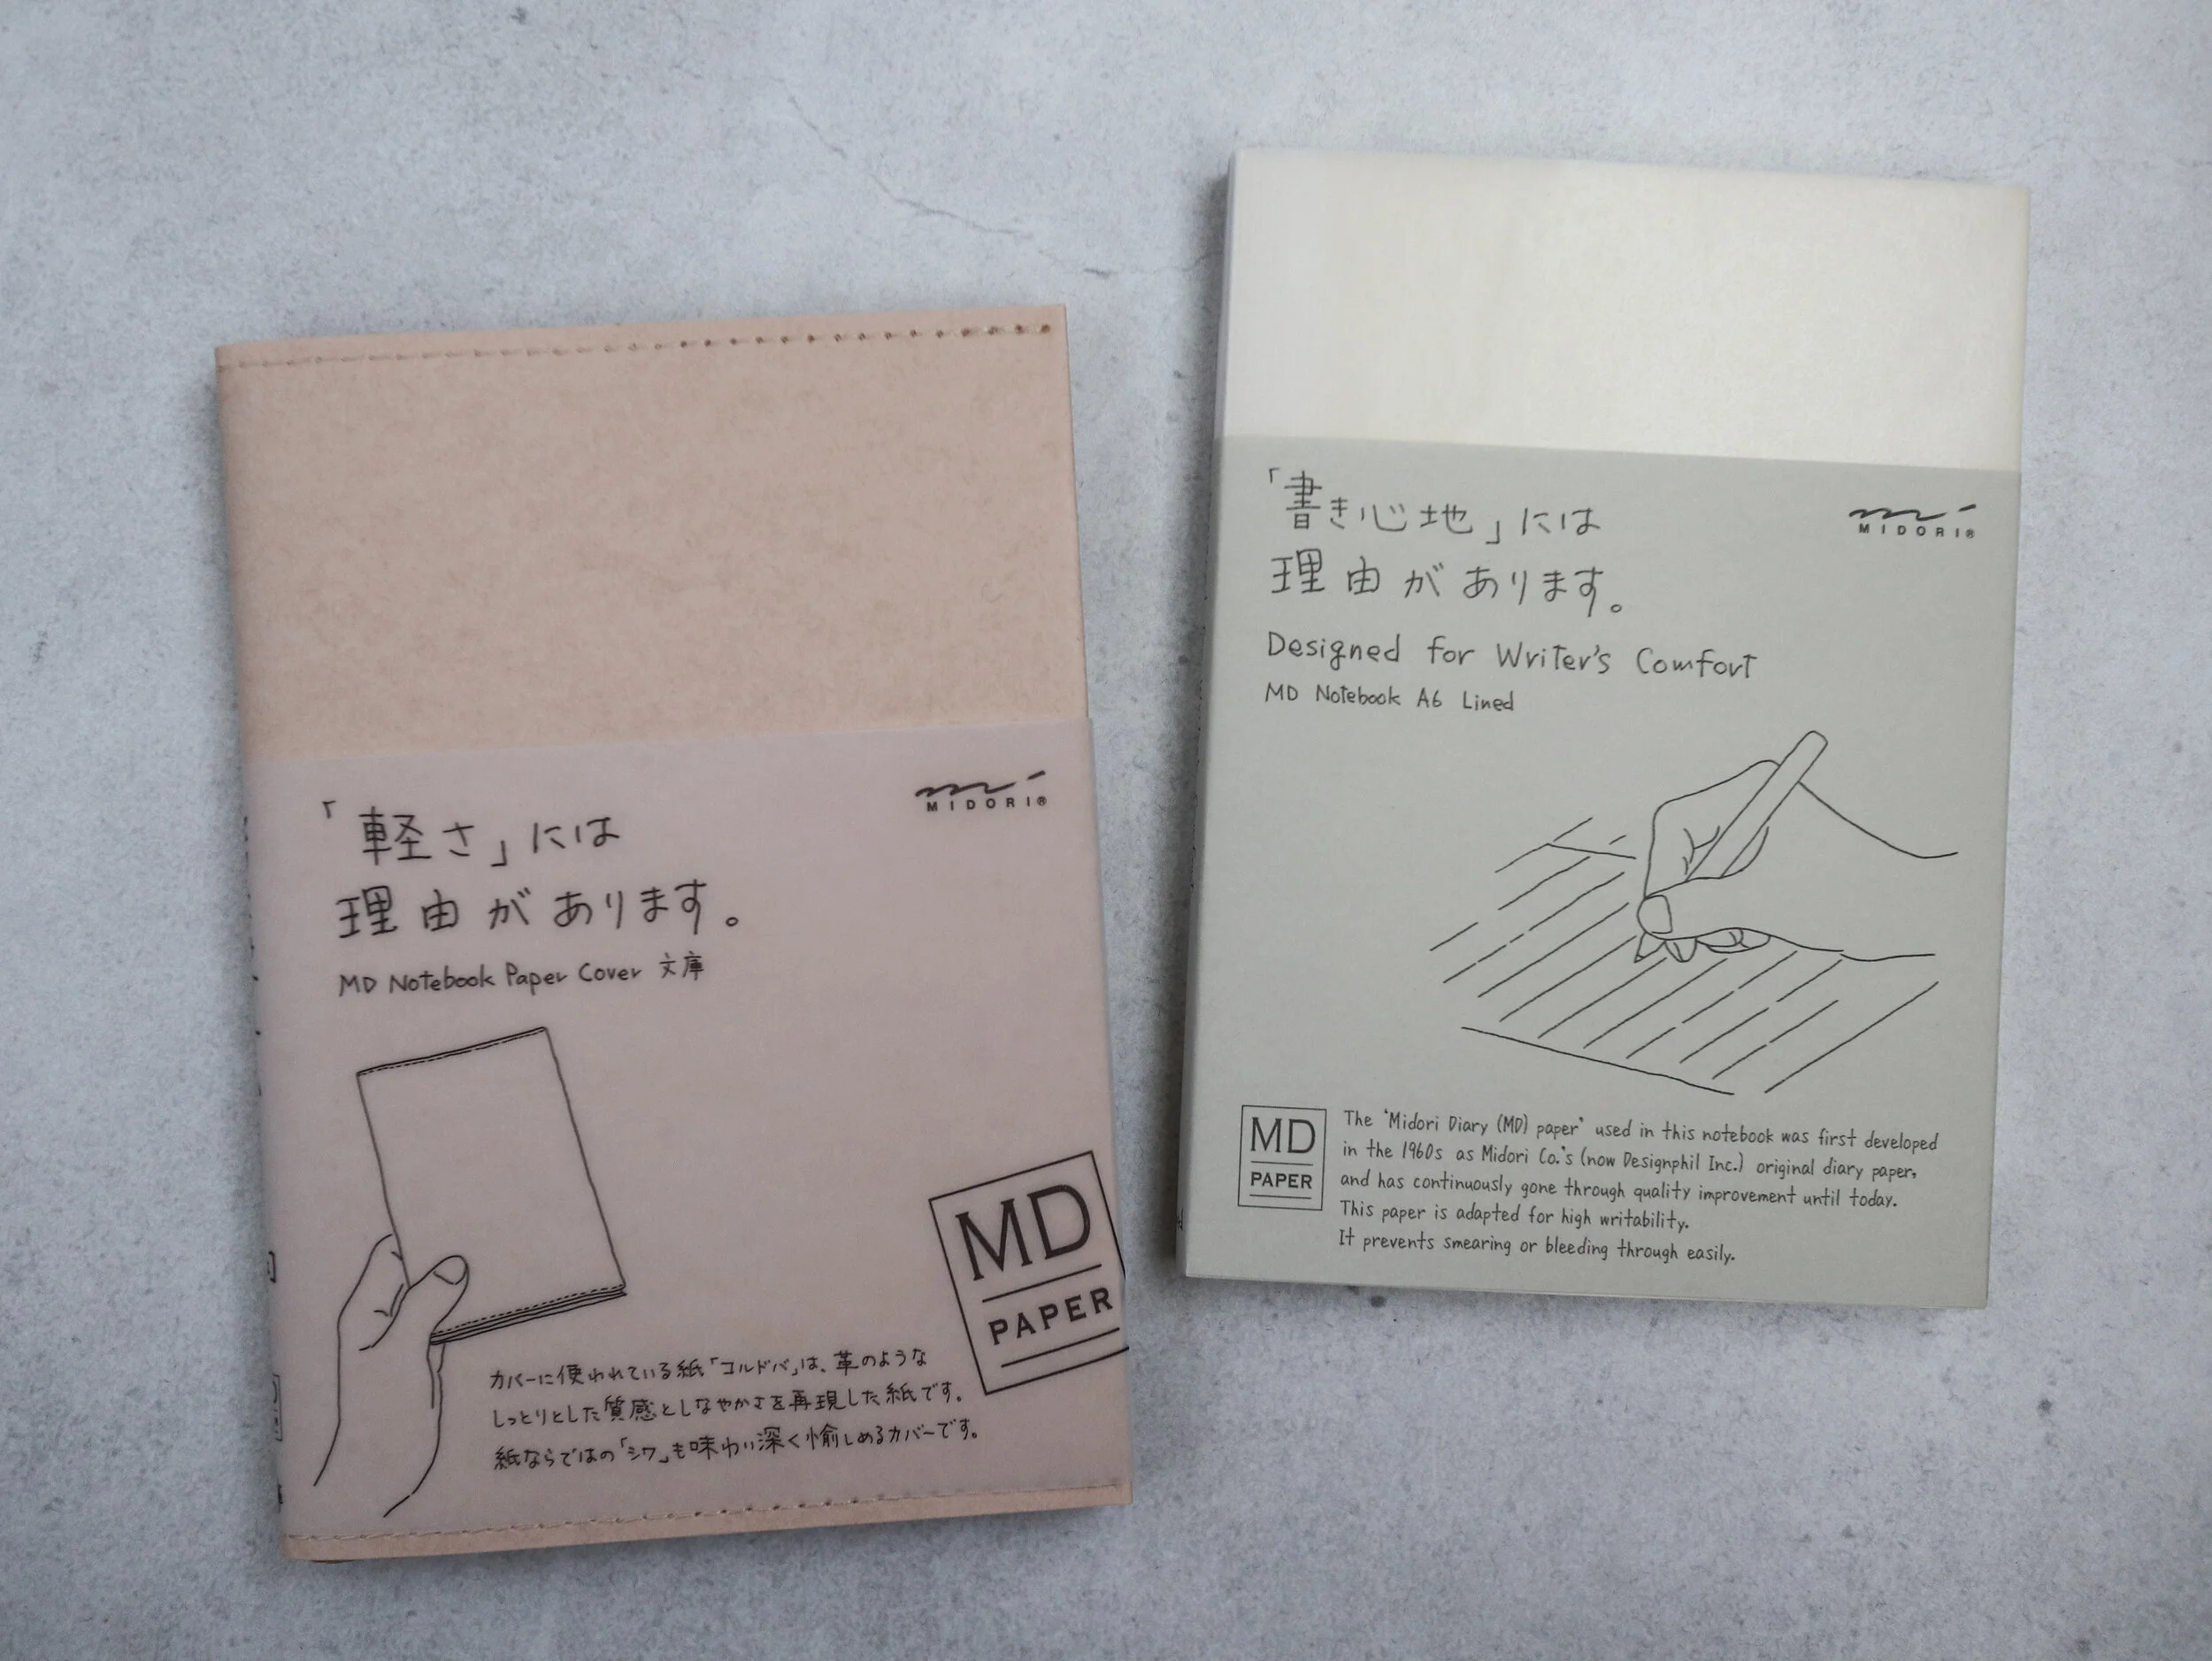 「軽さ」には
理由があります。
MD Notebook Paper Cover 文庫
MIDORI®
カバーに使われている紙「コルドバ」は、革のような
しっとりとした質感としなやかさを再現した紙です。
紙ならではの「シワ」も味わい深く愉しめるカバーです。
MD
PAPER
「書き心地」には
理由があります。
MIDORI®
Designed for Writer's Comfort
MD Notebook A6 Lined
MD
PAPER
The 'Midori Diary (MD) paper' used in this notebook was first developed
in the 1960s as Midori Co.'s (now Designphil Inc.) original diary paper,
and has continuously gone through quality improvement until today.
This paper is adapted for high writability.
It prevents smearing or bleeding through easily.